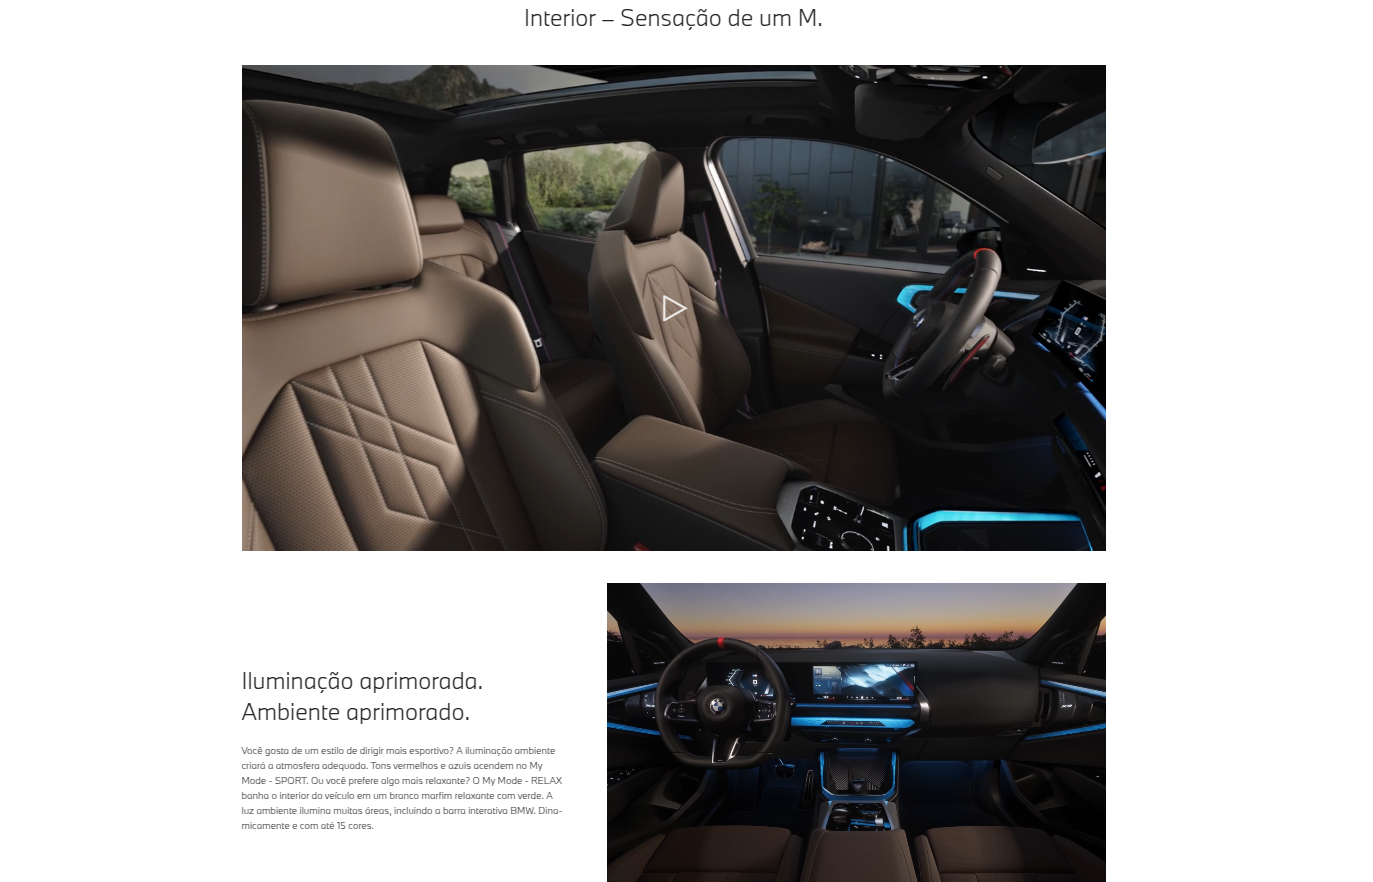 Interior – Sensação de um M.
Iluminação aprimorada.
Ambiente aprimorado.
Você gosta de um estilo de dirigir mais esportivo? A iluminação ambiente
criará a atmosfera adequada. Tons vermelhos e azuis acendem no My
Mode - SPORT. Ou você prefere algo mais relaxante? O My Mode - RELAX
banha o interior do veículo em um branco marfim relaxante com verde. A
luz ambiente ilumina muitas áreas, incluindo a barra interativa BMW. Dina-
micamente e com até 15 cores.